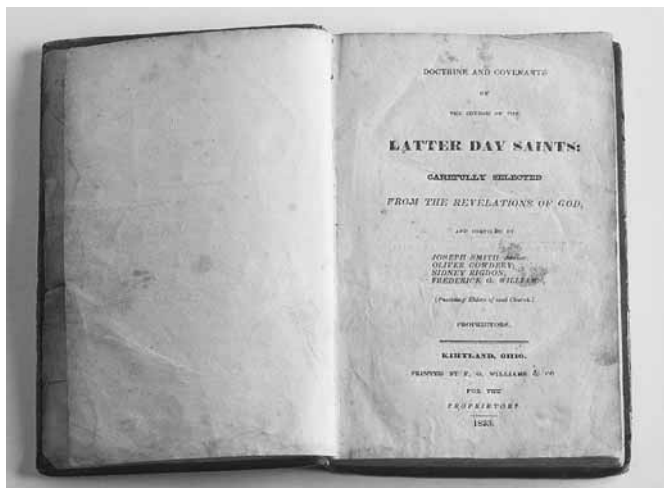 DOCTRINE AND COVENANTS
OF
THE CHURCH OF THE
LATTER DAY SAINTS:
CAREFULLY SELECTED
FROM THE REVELATIONS OF GOD,
AND COMPILED BY
JOSEPH SMITH
OLIVER COWDERY,
SIDNEY RIGDON,
FREDERICK G. WILLIAMS,
(Presiding Elders of said Church.)
PROPRIETORS.
KIRTLAND, OHIO.
PRINTED BY F. G. WILLIAMS & CO
FOR THE
PROPRIETORS
1835.